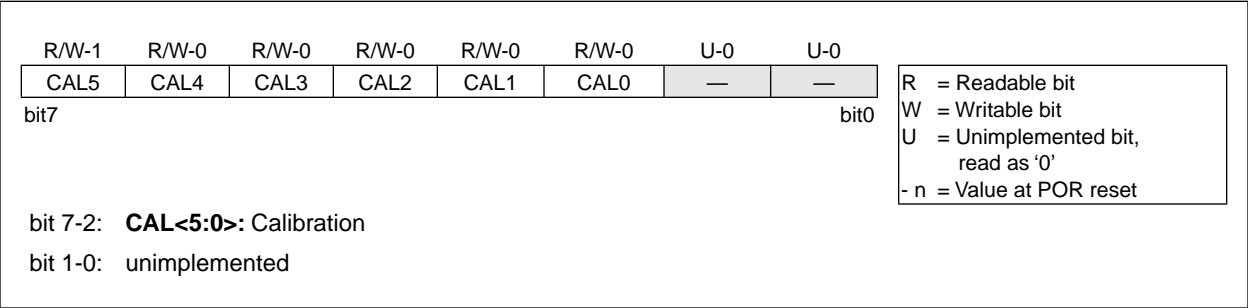 R/W-1 R/W-0 R/W-0 R/W-0 R/W-0 R/W-0 U-0 U-0
CAL5 CAL4 CAL3 CAL2 CAL1 CAL0 — —
bit7 bit0
R = Readable bit
W = Writable bit
U = Unimplemented bit,
read as ‘0’
- n = Value at POR reset
bit 7-2: CAL<5:0>: Calibration
bit 1-0: unimplemented